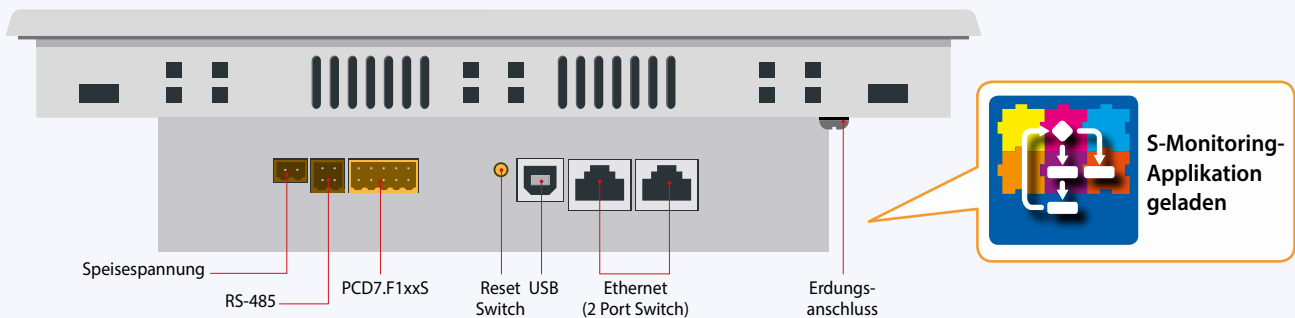 S-Monitoring-
Applikation
geladen
Speisespannung
RS-485
PCD7.F1xxS
Reset
Switch
USB
Ethernet
(2 Port Switch)
Erdungs-
anschluss